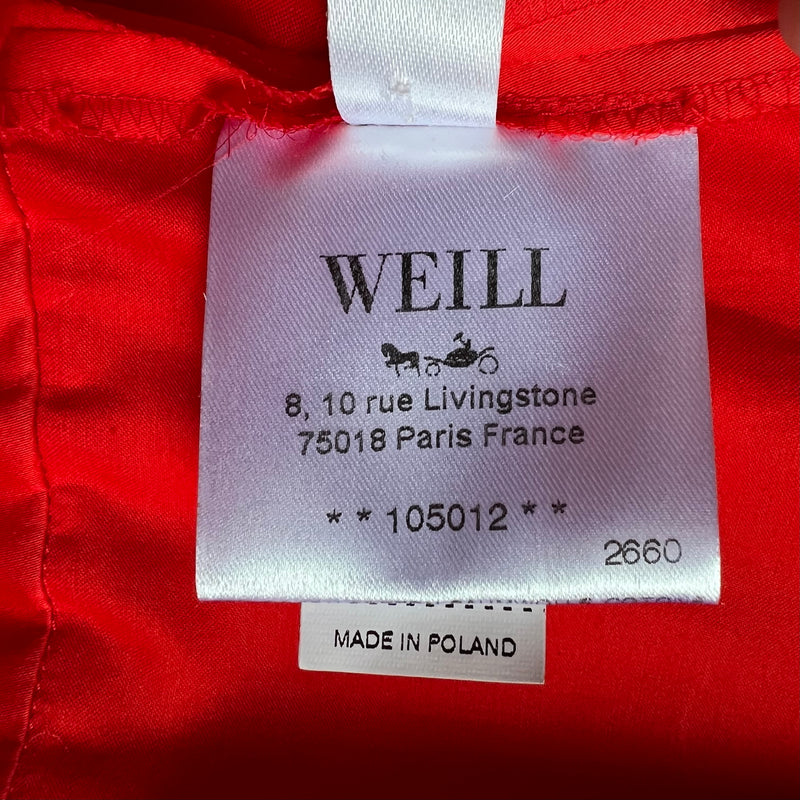 WEILL
8, 10 rue Livingstone
75018 Paris France
* * 105012 * *
2660
MADE IN POLAND